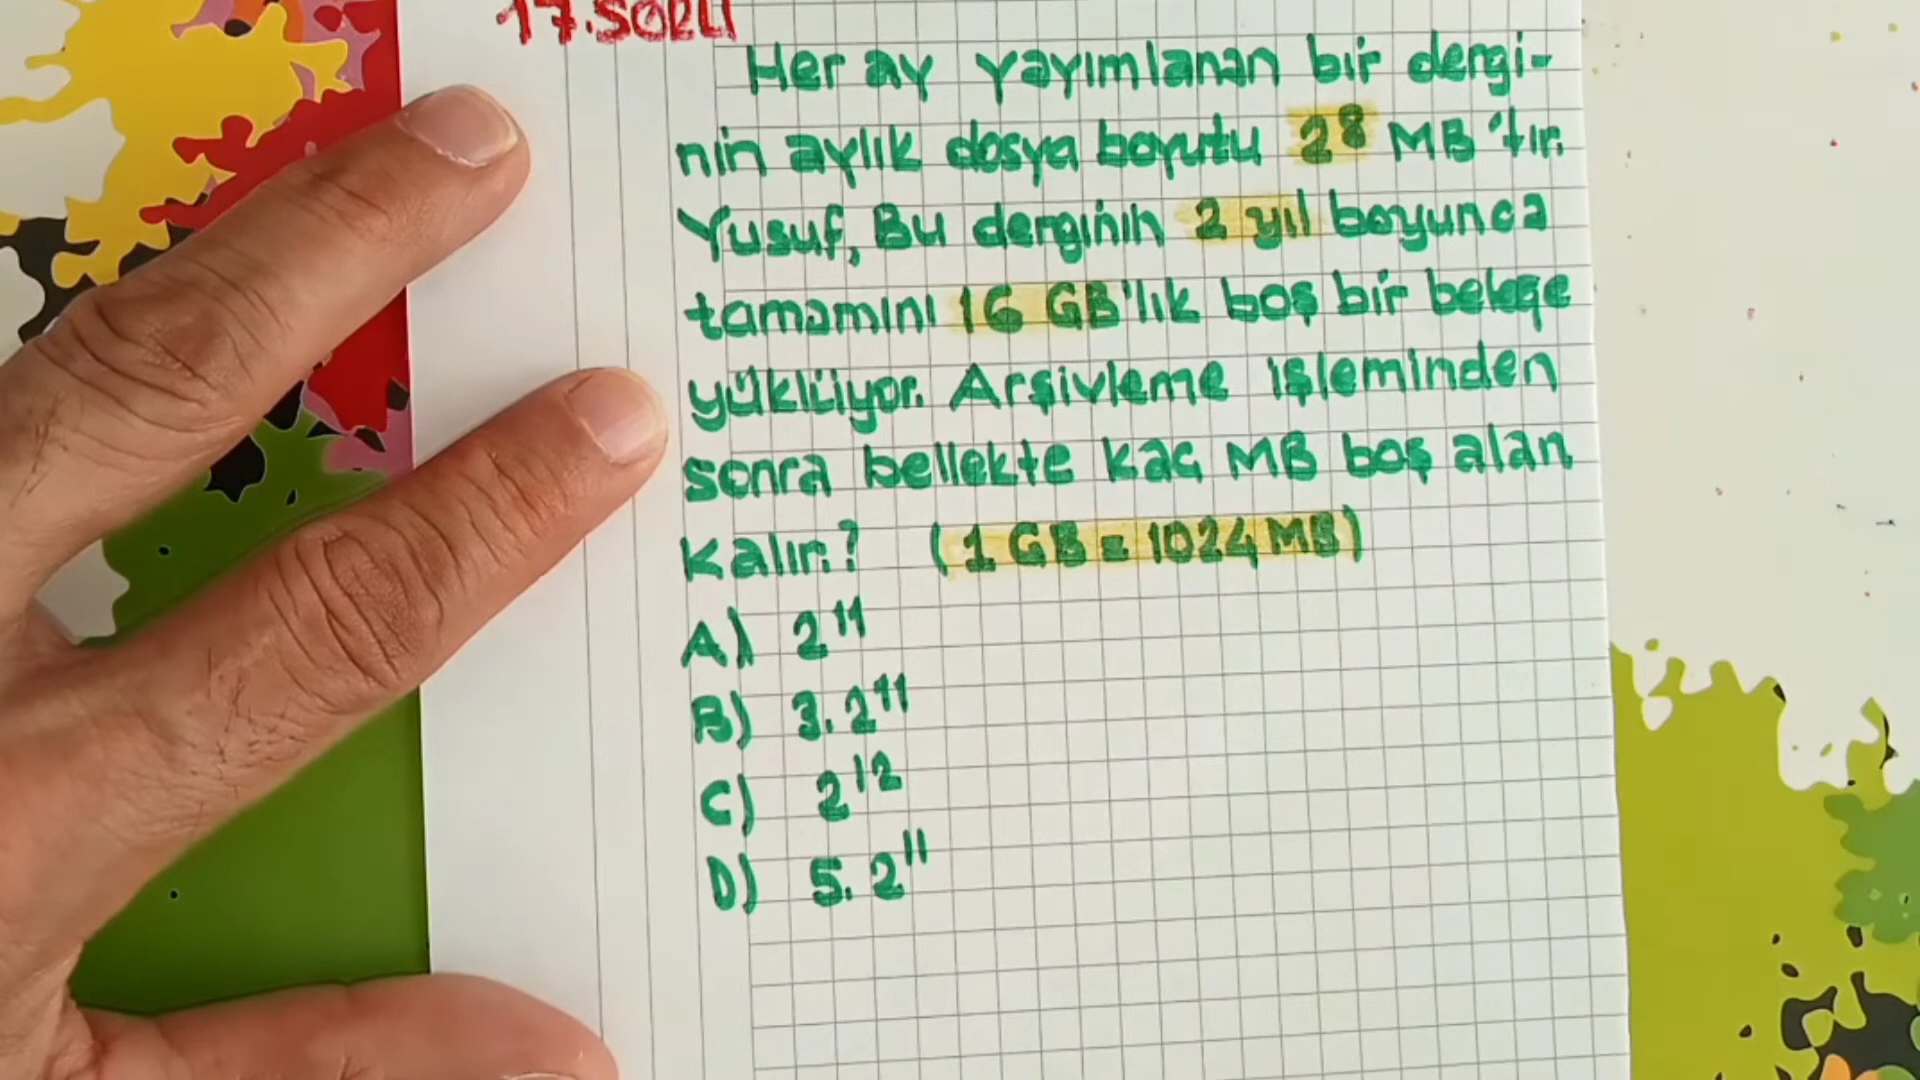 17.SORU
Her ay yayımlanan bir dergi-
nin aylık dosya boyutu 2⁸ MB'tır.
Yusuf, Bu derginin 2 yıl boyunca
tamamını 16 GB'lık boş bir beleğe
yüklüyor. Arşivleme işleminden
sonra bellekte kaç MB boş alan
kalır? (1 GB = 1024 MB)
A) 2¹¹
B) 3.2¹¹
C) 2¹²
D) 5.2¹¹